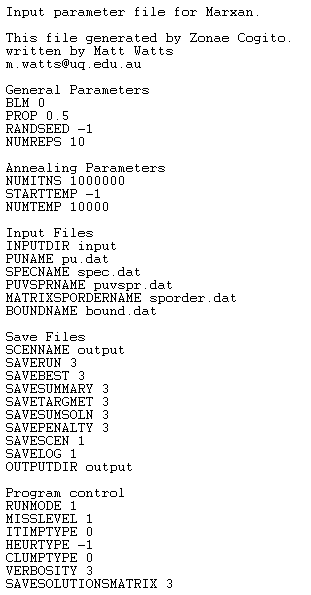 Input parameter file for Marxan.
This file generated by Zonae Cogito.
written by Matt Watts
m.watts@uq.edu.au
General Parameters
BLM 0
PROP 0.5
RANDSEED -1
NUMREPS 10
Annealing Parameters
NUMITNS 1000000
STARTTEMP -1
NUMTEMP 10000
Input Files
INPUTDIR input
PUNAME pu.dat
SPECNAME spec.dat
PUVSPRNAME puvspr.dat
MATRIXSPORDERNAME sporder.dat
BOUNDNAME bound.dat
Save Files
SCENNAME output
SAVERUN 3
SAVEBEST 3
SAVESUMMARY 3
SAVETARGMET 3
SAVESUMSOLN 3
SAVEPENALTY 3
SAVESCEN 1
SAVELOG 1
OUTPUTDIR output
Program control
RUNMODE 1
MISSLEVEL 1
ITIMPTYPE 0
HEURTYPE -1
CLUMPTYPE 0
VERBOSITY 3
SAVESOLUTIONSMATRIX 3